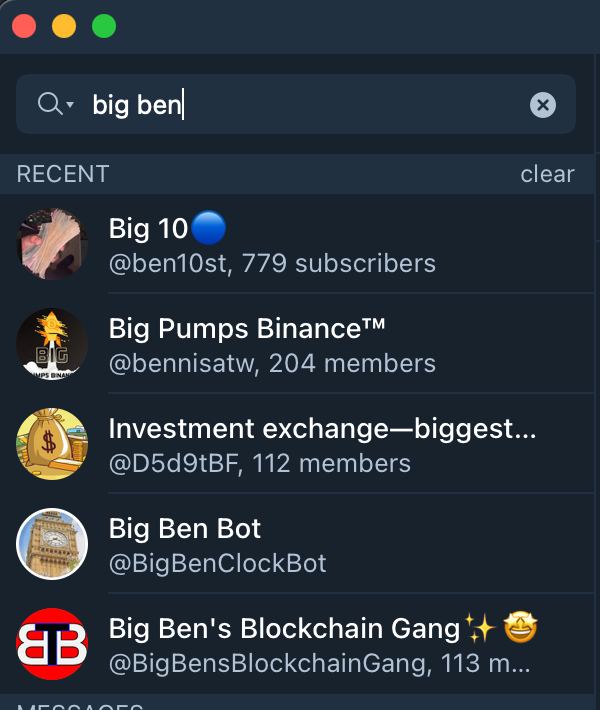 big ben
RECENT clear
Big 10🔵
@ben10st, 779 subscribers
Big Pumps Binance™
@bennisatw, 204 members
BIG
Investment exchange—biggest...
@D5d9tBF, 112 members
Big Ben Bot
@BigBenClockBot
Big Ben's Blockchain Gang✨🤩
@BigBensBlockchainGang, 113 m...
MESSAGES